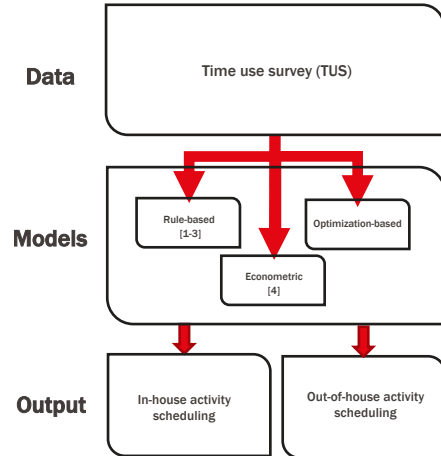 Data
Time use survey (TUS)
Models
Rule-based
[1-3]
Optimization-based
Econometric
[4]
Output
In-house activity
scheduling
Out-of-house activity
scheduling